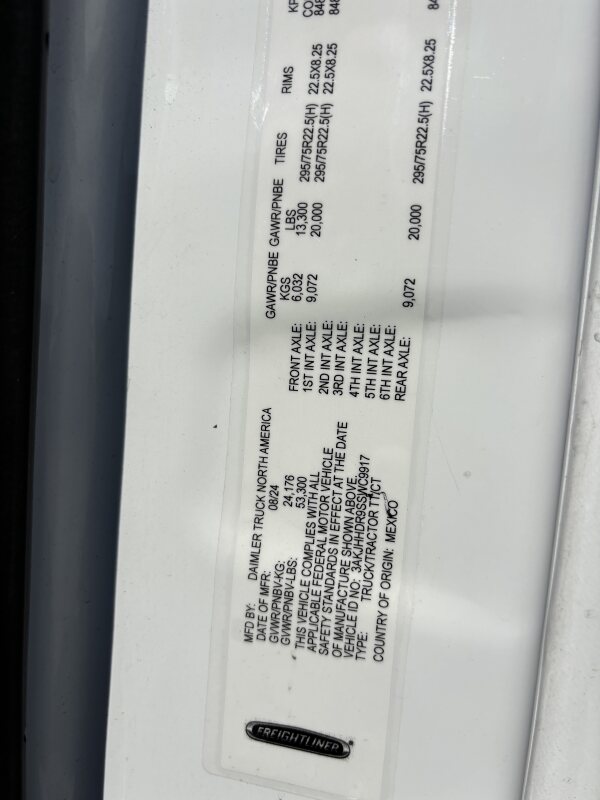 FREIGHTLINER
MFD BY: DAIMLER TRUCK NORTH AMERICA
DATE OF MFR: 08/24
GVWR/PNBV-KG: 24,176
GVWR/PNBV-LBS: 53,300
THIS VEHICLE COMPLIES WITH ALL
APPLICABLE FEDERAL MOTOR VEHICLE
SAFETY STANDARDS IN EFFECT AT THE DATE
OF MANUFACTURE SHOWN ABOVE.
VEHICLE ID NO: 3AKJHHDR9SSWC9917
TYPE: TRUCK/TRACTOR TT/CT
COUNTRY OF ORIGIN: MEXICO
GAWR/PNBE GAWR/PNBE TIRES RIMS
KGS LBS
FRONT AXLE: 6,032 13,300 295/75R22.5(H) 22.5X8.25
1ST INT AXLE: 9,072 20,000 295/75R22.5(H) 22.5X8.25
2ND INT AXLE:
3RD INT AXLE:
4TH INT AXLE:
5TH INT AXLE:
6TH INT AXLE:
REAR AXLE: 9,072 20,000 295/75R22.5(H) 22.5X8.25